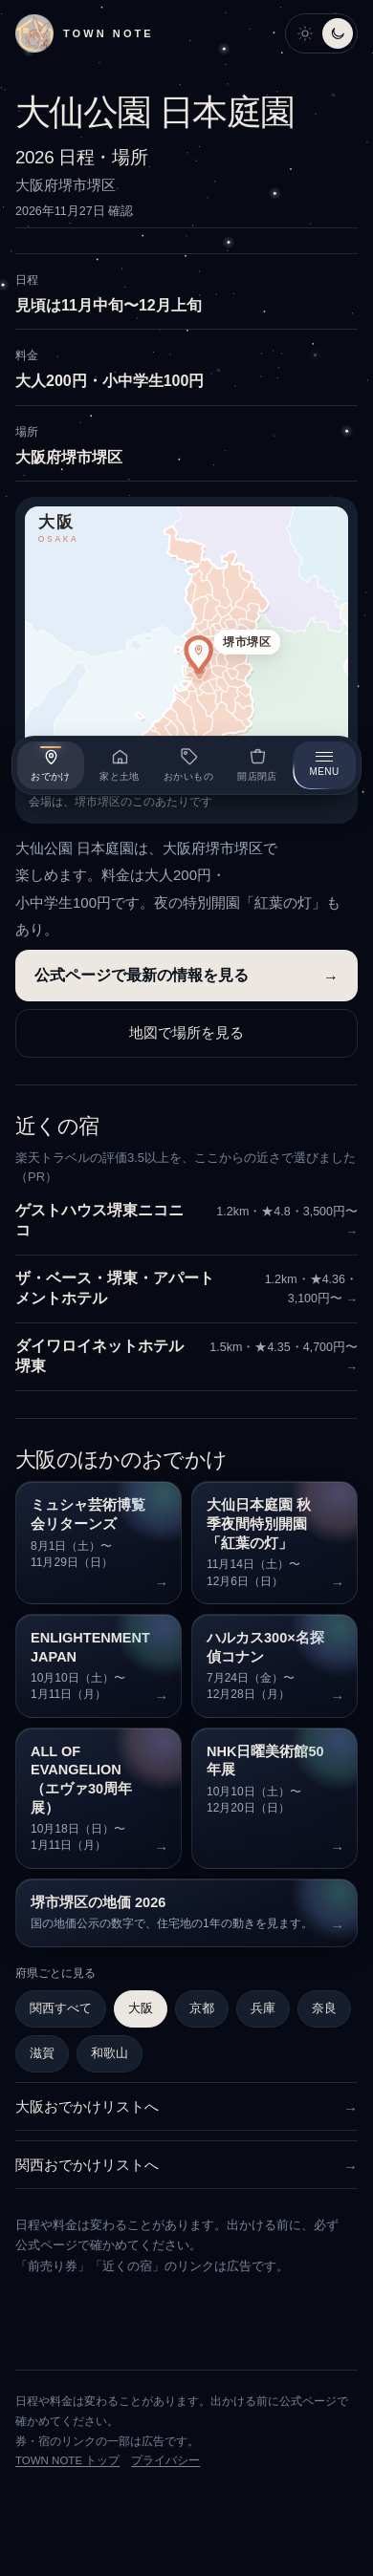 TOWN NOTE
大仙公園 日本庭園
2026 日程・場所
大阪府堺市堺区
2026年11月27日 確認
日程
見頃は11月中旬〜12月上旬
料金
大人200円・小中学生100円
場所
大阪府堺市堺区
大阪
OSAKA
堺市堺区
おでかけ
家と土地
おかいもの
開店閉店
MENU
会場は、堺市堺区のこのあたりです
大仙公園 日本庭園は、大阪府堺市堺区で
楽しめます。料金は大人200円・
小中学生100円です。夜の特別開園「紅葉の灯」も
あり。
公式ページで最新の情報を見る →
地図で場所を見る
近くの宿
楽天トラベルの評価3.5以上を、ここからの近さで選びました
（PR）
ゲストハウス堺東ニコニ
コ
1.2km・★4.8・3,500円〜
→
ザ・ベース・堺東・アパート
メントホテル
1.2km・★4.36・
3,100円〜 →
ダイワロイネットホテル
堺東
1.5km・★4.35・4,700円〜
→
大阪のほかのおでかけ
ミュシャ芸術博覧
会リターンズ
8月1日（土）〜
11月29日（日）
→
大仙日本庭園 秋
季夜間特別開園
「紅葉の灯」
11月14日（土）〜
12月6日（日）
→
ENLIGHTENMENT
JAPAN
10月10日（土）〜
1月11日（月）
→
ハルカス300×名探
偵コナン
7月24日（金）〜
12月28日（月）
→
ALL OF
EVANGELION
（エヴァ30周年
展）
10月18日（日）〜
1月11日（月）
→
NHK日曜美術館50
年展
10月10日（土）〜
12月20日（日）
→
堺市堺区の地価 2026
国の地価公示の数字で、住宅地の1年の動きを見ます。 →
府県ごとに見る
関西すべて
大阪
京都
兵庫
奈良
滋賀
和歌山
大阪おでかけリストへ →
関西おでかけリストへ →
日程や料金は変わることがあります。出かける前に、必ず
公式ページで確かめてください。
「前売り券」「近くの宿」のリンクは広告です。
日程や料金は変わることがあります。出かける前に公式ページで
確かめてください。
券・宿のリンクの一部は広告です。
TOWN NOTE トップ プライバシー